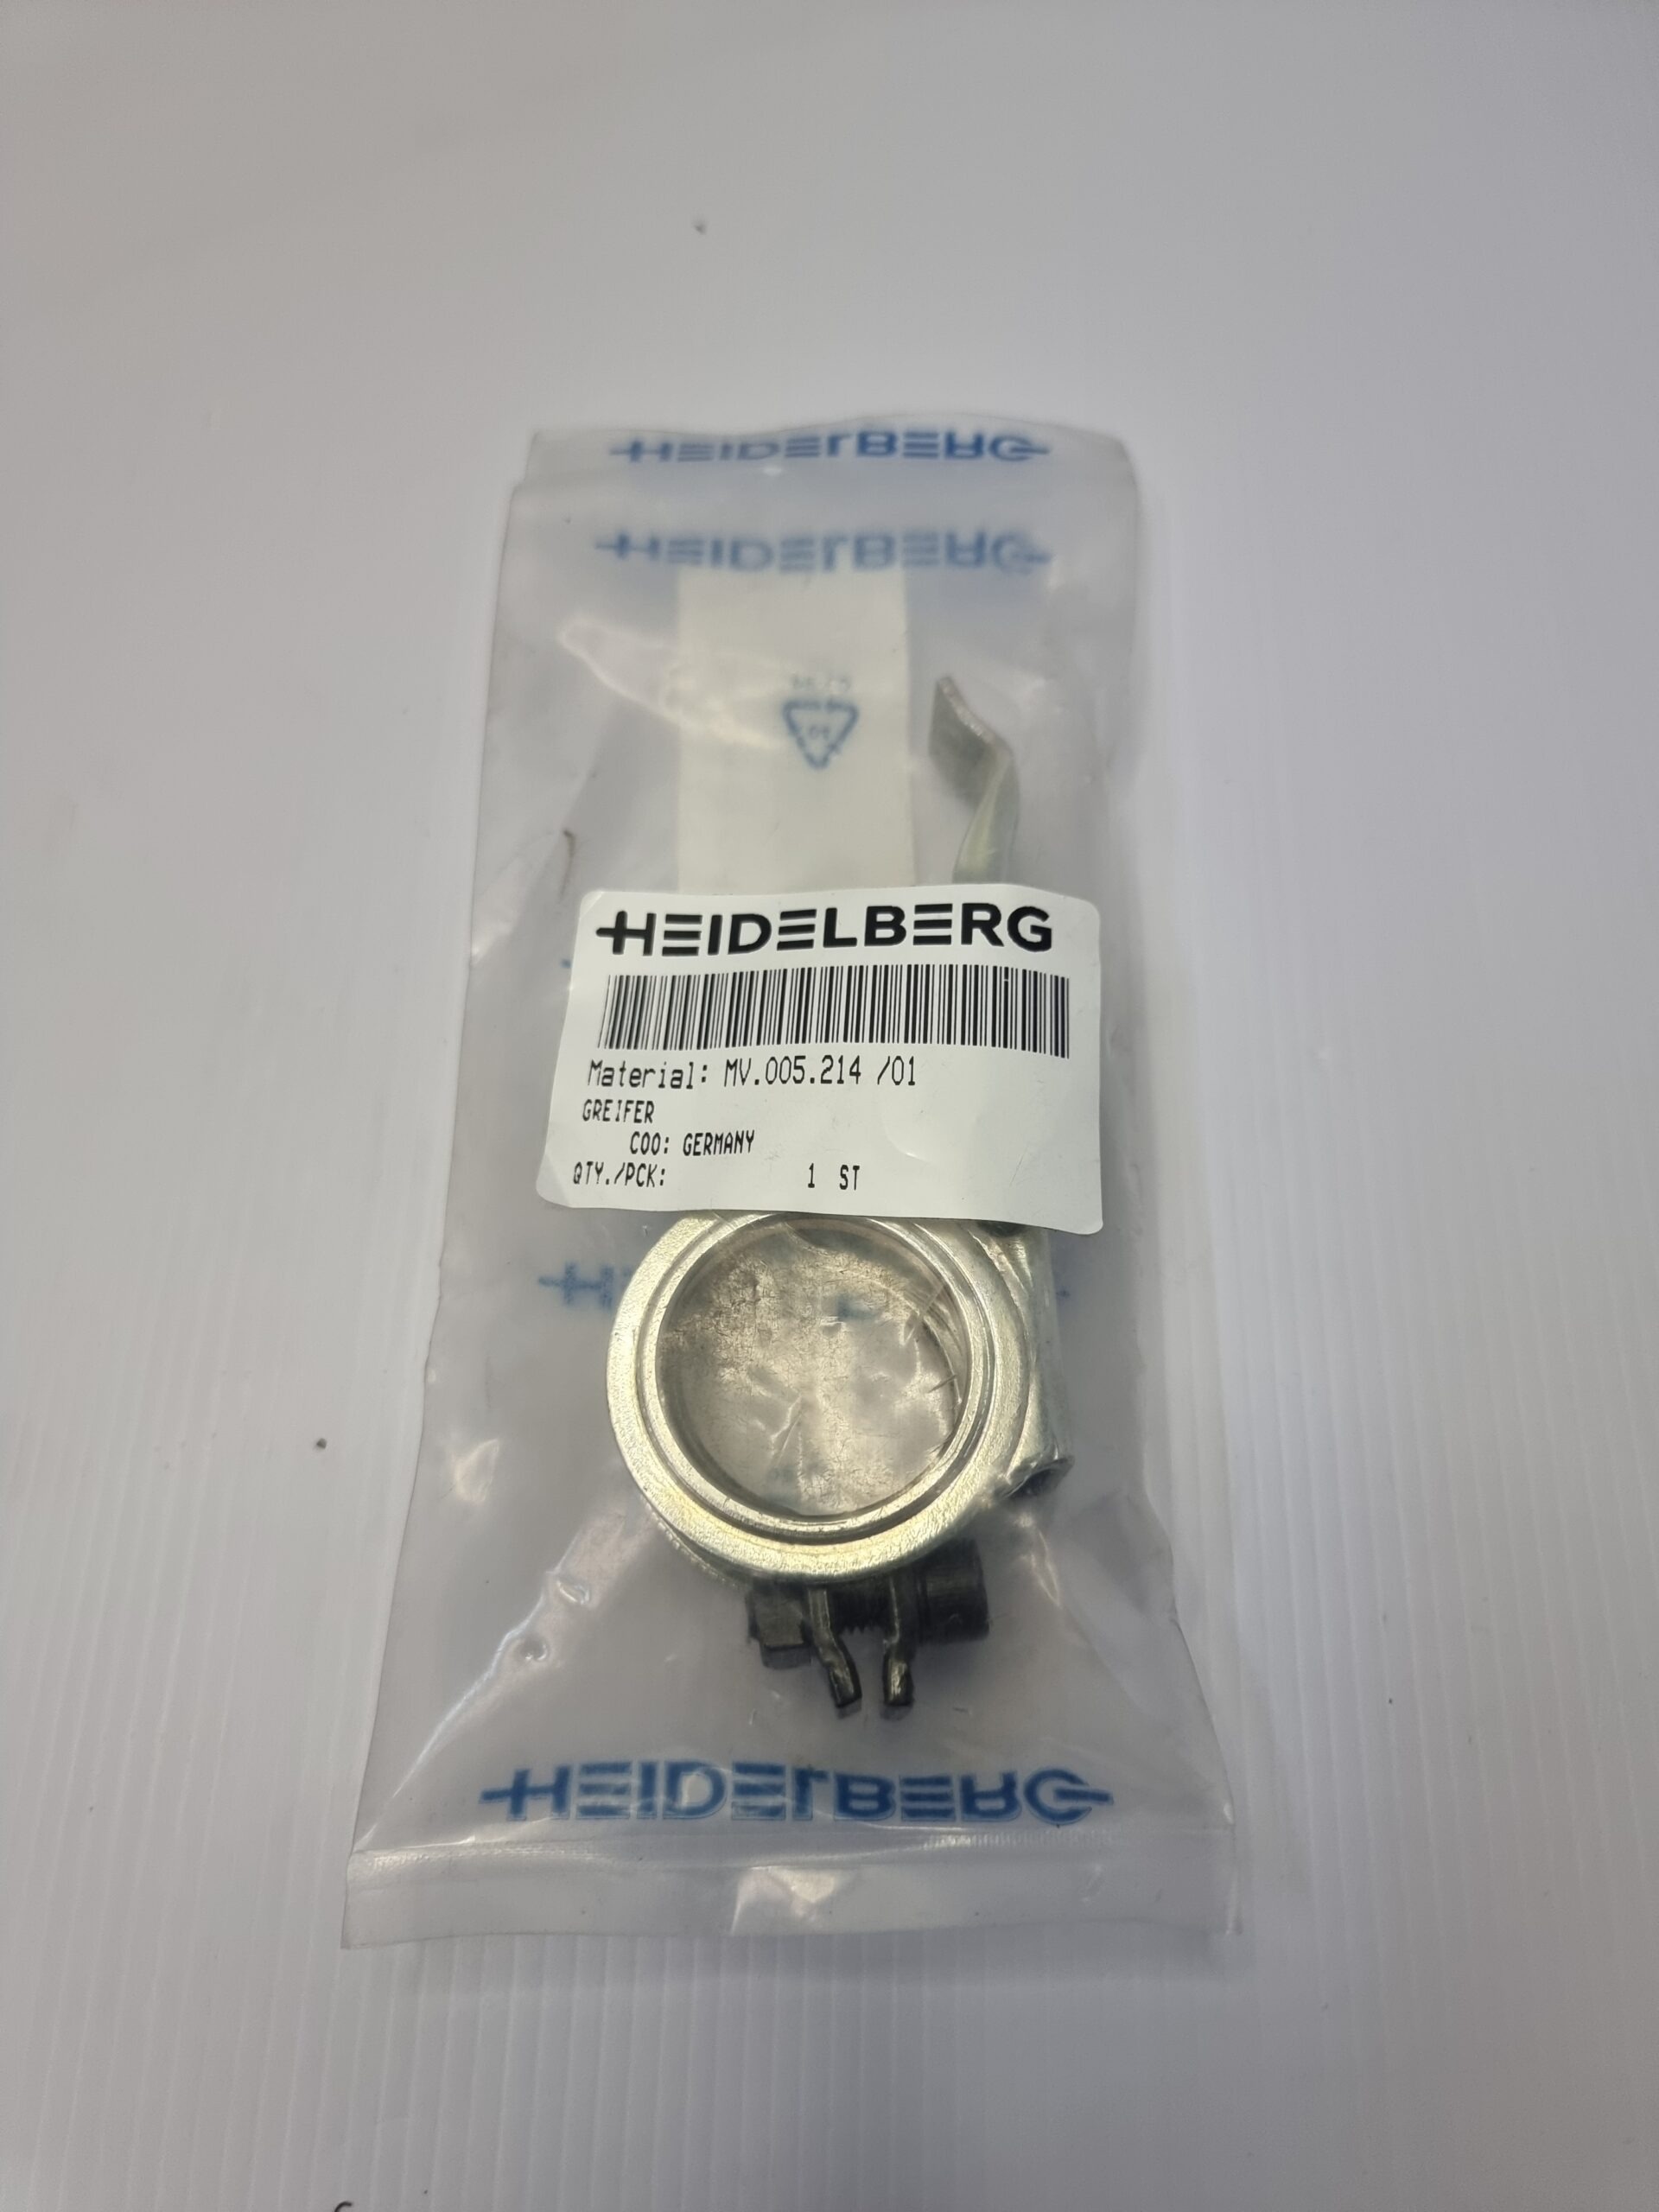 HEIDELBERG
HEIDELBERG
HEIDELBERG
Material: MV.005.214 /01
GREIFER
COO: GERMANY
QTY./PCK: 1 ST
HEIDELBERG